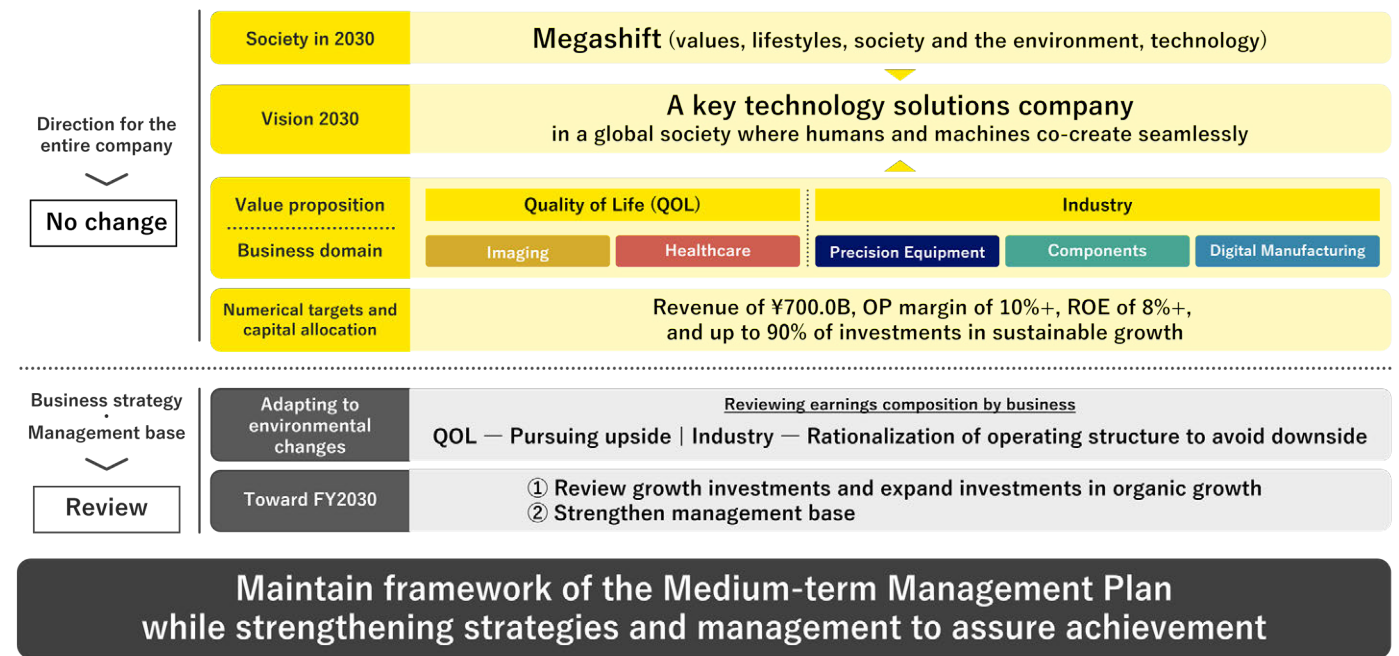 Direction for the
entire company
No change
Society in 2030
Megashift (values, lifestyles, society and the environment, technology)
Vision 2030
A key technology solutions company
in a global society where humans and machines co-create seamlessly
Value proposition
Quality of Life (QOL)
Industry
Business domain
Imaging
Healthcare
Precision Equipment
Components
Digital Manufacturing
Numerical targets and
capital allocation
Revenue of ¥700.0B, OP margin of 10%+, ROE of 8%+,
and up to 90% of investments in sustainable growth
Business strategy
・
Management base
Review
Adapting to
environmental
changes
Reviewing earnings composition by business
QOL — Pursuing upside | Industry — Rationalization of operating structure to avoid downside
Toward FY2030
① Review growth investments and expand investments in organic growth
② Strengthen management base
Maintain framework of the Medium-term Management Plan
while strengthening strategies and management to assure achievement